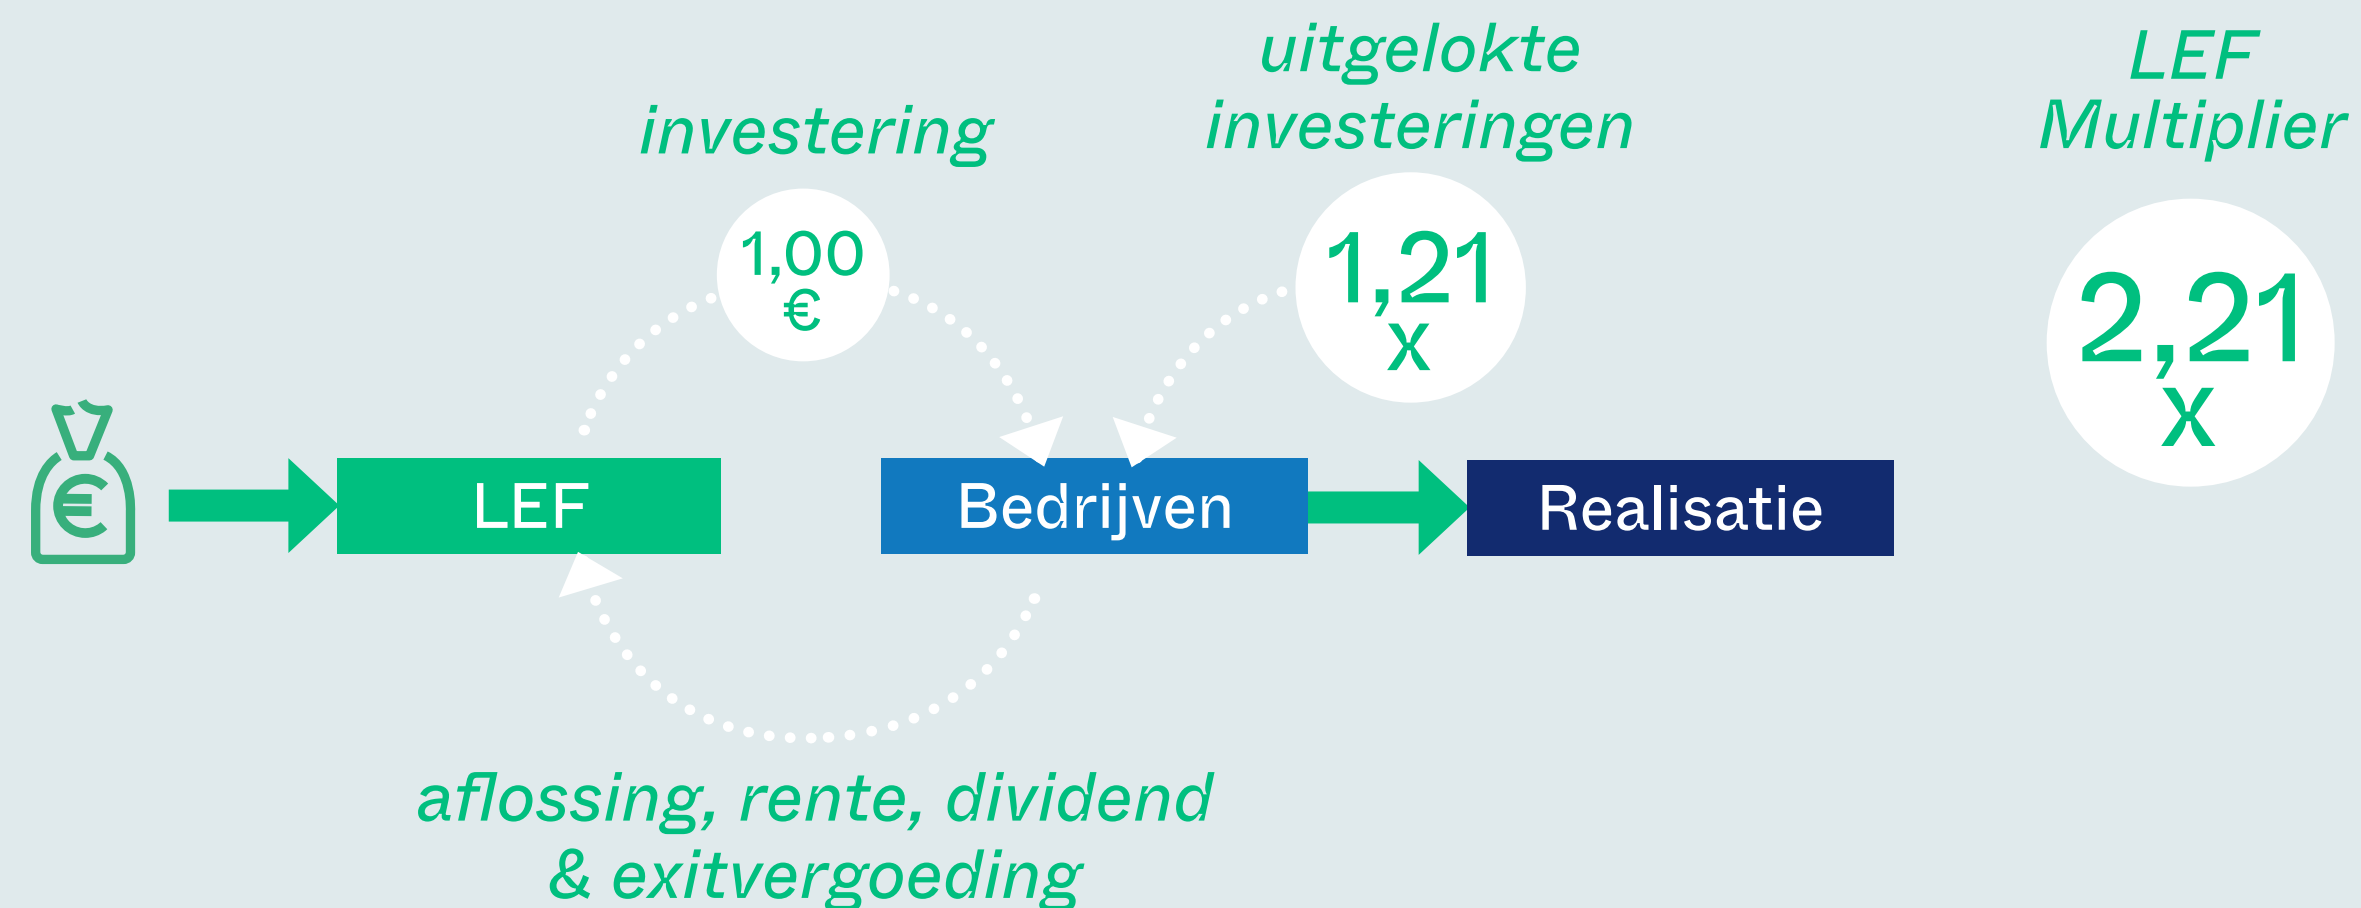 investering
1,00
€
uitgelokte
investeringen
1,21
x
LEF
Multiplier
2,21
x
€
LEF
Bedrijven
Realisatie
aflossing, rente, dividend
& exitvergoeding